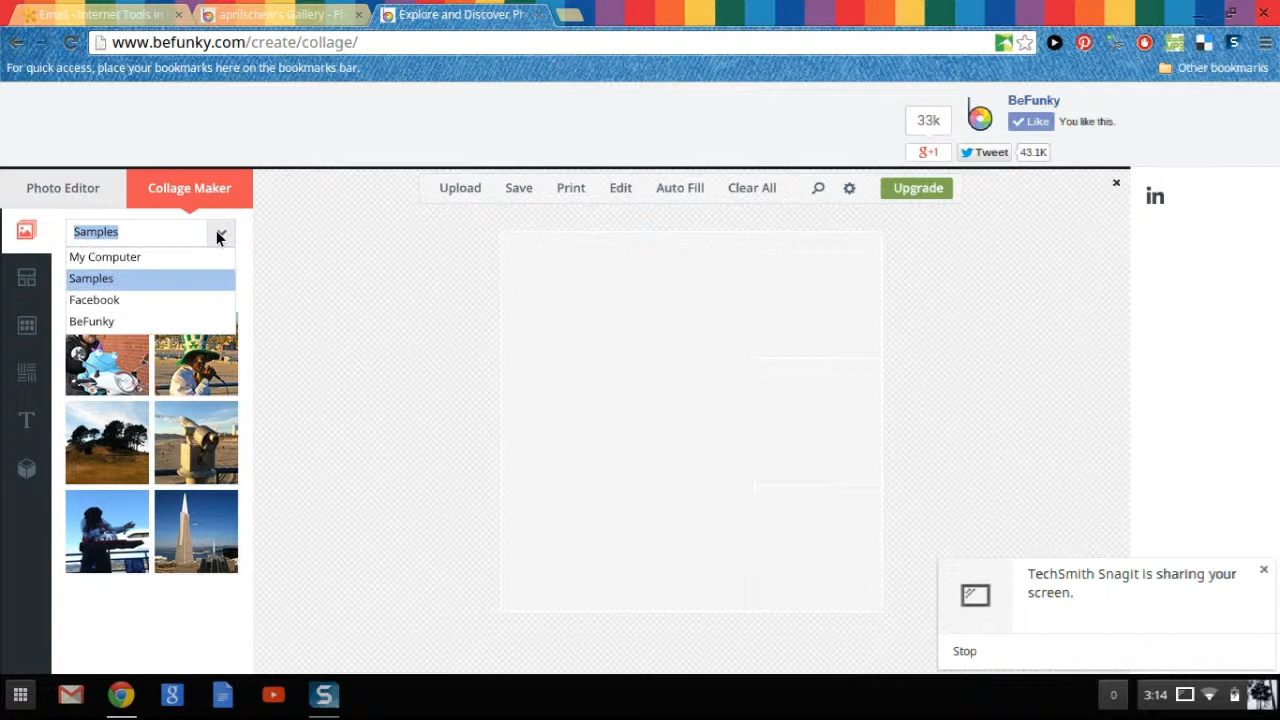 Email - Internet Tools in
aprilschein's Gallery - Ph
Explore and Discover Ph
www.befunky.com/create/collage/
For quick access, place your bookmarks here on the bookmarks bar.
Other bookmarks
33k
BeFunky
Like
You like this.
g+1
Tweet
43.1K
Photo Editor
Collage Maker
Upload
Save
Print
Edit
Auto Fill
Clear All
Upgrade
in
Samples
My Computer
Samples
Facebook
BeFunky
T
TechSmith Snagit is sharing your
screen.
Stop
0
3:14